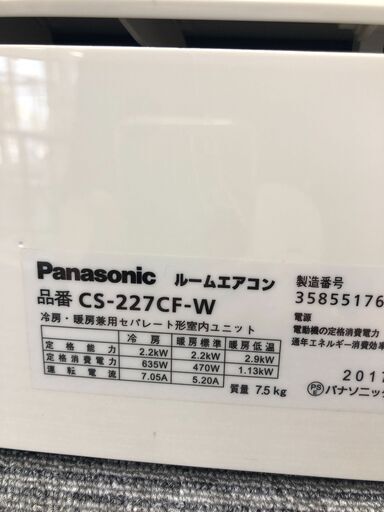 Panasonic ルームエアコン
品番 CS-227CF-W
冷房・暖房兼用セパレート形室内ユニット
冷房 暖房標準 暖房低温
定格能力 2.2kW 2.2kW 2.9kW
定格消費電力 635W 470W 1.13kW
運転電流 7.05A 5.20A
質量 7.5 kg
製造番号
35855176
電源
電動機の定格消費電力
通年エネルギー消費効率
2017
PS E パナソニック